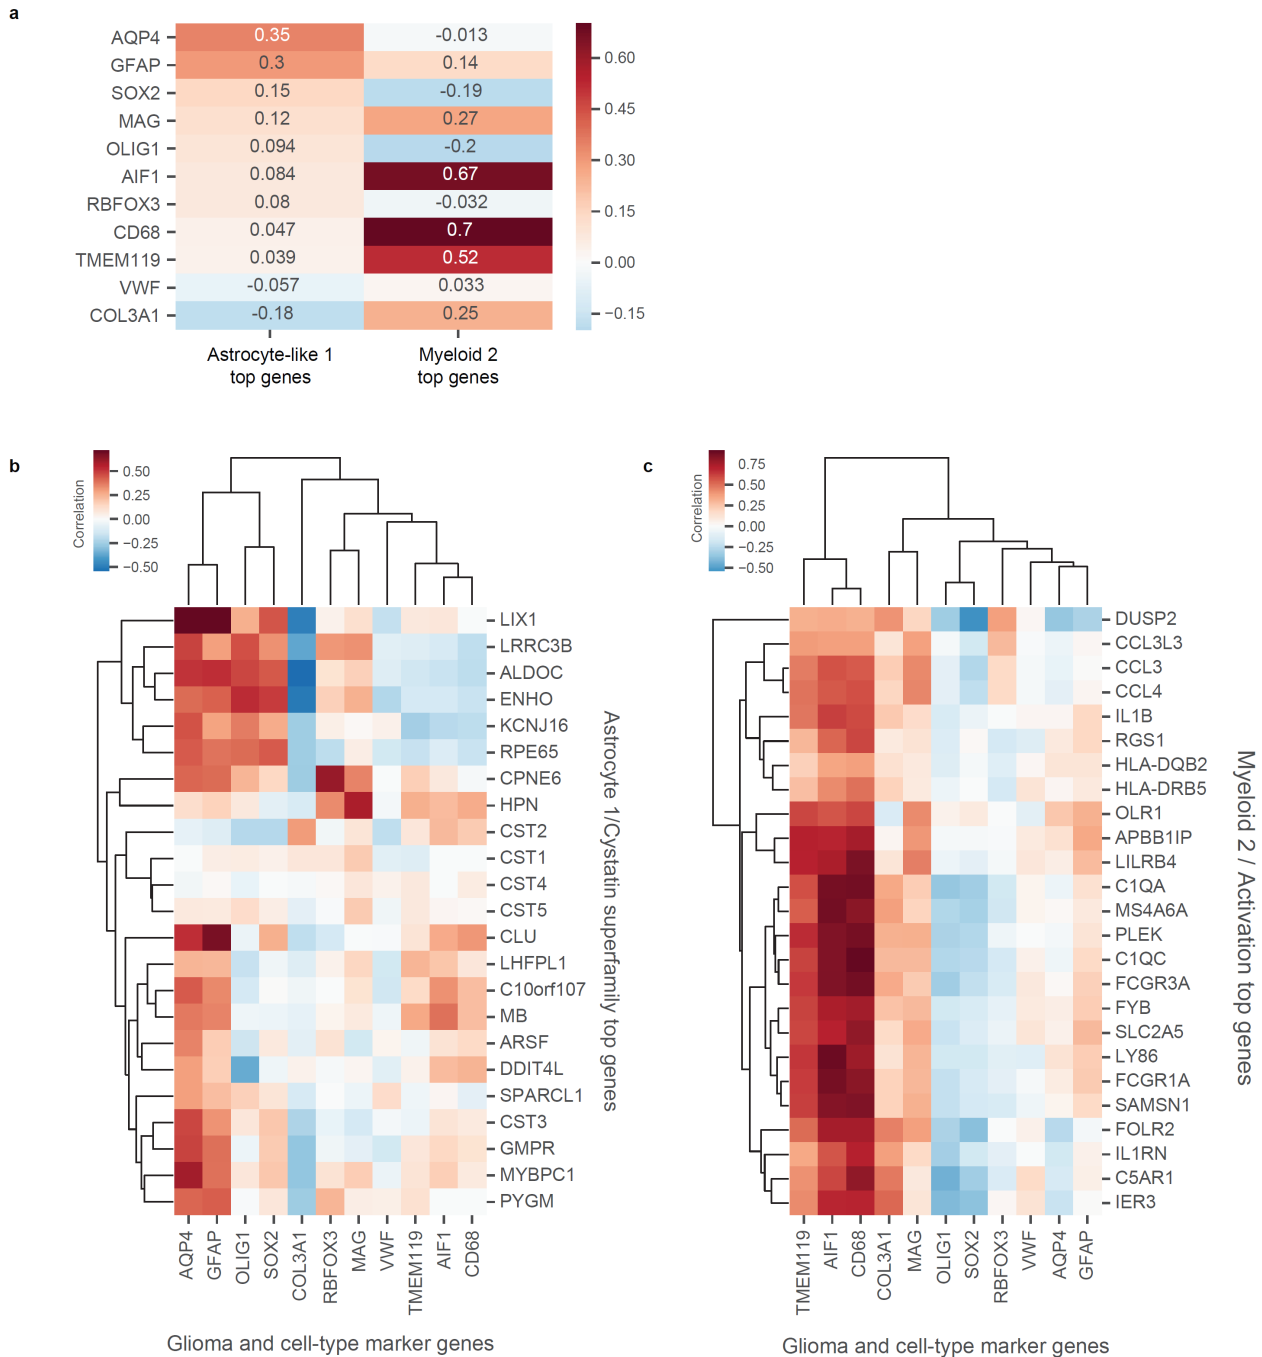 a
AQP4 0.35 -0.013
GFAP 0.3 0.14
SOX2 0.15 -0.19
MAG 0.12 0.27
OLIG1 0.094 -0.2
AIF1 0.084 0.67
RBFOX3 0.08 -0.032
CD68 0.047 0.7
TMEM119 0.039 0.52
VWF -0.057 0.033
COL3A1 -0.18 0.25
Astrocyte-like 1
top genes
Myeloid 2
top genes
0.60
0.45
0.30
0.15
0.00
−0.15
b
Correlation
0.50
0.25
0.00
−0.25
−0.50
LIX1
LRRC3B
ALDOC
ENHO
KCNJ16
RPE65
CPNE6
HPN
CST2
CST1
CST4
CST5
CLU
LHFPL1
C10orf107
MB
ARSF
DDIT4L
SPARCL1
CST3
GMPR
MYBPC1
PYGM
Astrocyte 1/Cystatin superfamily top genes
AQP4
GFAP
OLIG1
SOX2
COL3A1
RBFOX3
MAG
VWF
TMEM119
AIF1
CD68
Glioma and cell-type marker genes
c
Correlation
0.75
0.50
0.25
0.00
−0.25
−0.50
DUSP2
CCL3L3
CCL3
CCL4
IL1B
RGS1
HLA-DQB2
HLA-DRB5
OLR1
APBB1IP
LILRB4
C1QA
MS4A6A
PLEK
C1QC
FCGR3A
FYB
SLC2A5
LY86
FCGR1A
SAMSN1
FOLR2
IL1RN
C5AR1
IER3
Myeloid 2 / Activation top genes
TMEM119
AIF1
CD68
COL3A1
MAG
OLIG1
SOX2
RBFOX3
VWF
AQP4
GFAP
Glioma and cell-type marker genes